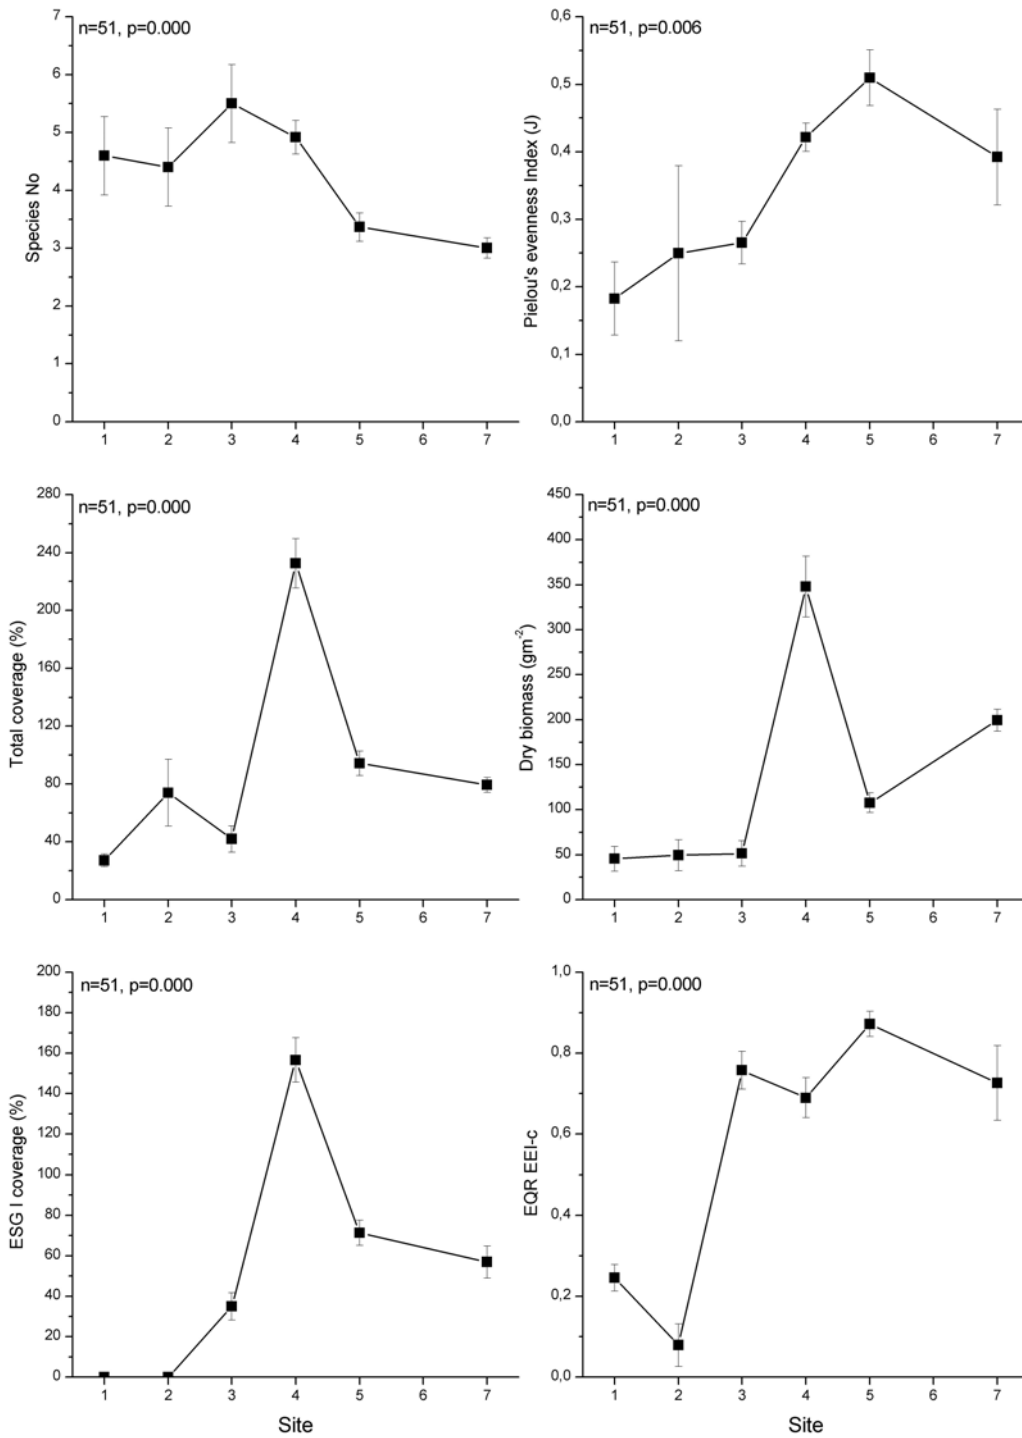 n=51, p=0.000
Species No
7
6
5
4
3
2
1
0
1 2 3 4 5 6 7
n=51, p=0.006
Pielou's evenness Index (J)
0,6
0,5
0,4
0,3
0,2
0,1
0,0
1 2 3 4 5 6 7
n=51, p=0.000
Total coverage (%)
280
240
200
160
120
80
40
0
1 2 3 4 5 6 7
n=51, p=0.000
Dry biomass (gm⁻²)
450
400
350
300
250
200
150
100
50
0
1 2 3 4 5 6 7
n=51, p=0.000
ESG I coverage (%)
200
180
160
140
120
100
80
60
40
20
0
1 2 3 4 5 6 7
Site
n=51, p=0.000
EQR EEI-c
1,0
0,8
0,6
0,4
0,2
0,0
1 2 3 4 5 6 7
Site